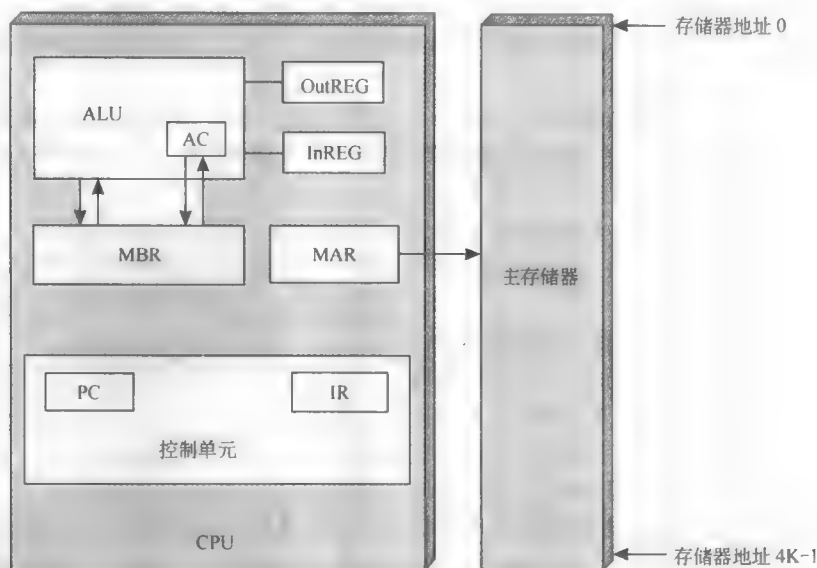 存储器地址 0
OutREG
ALU
AC
InREG
MBR
MAR
主存储器
PC
IR
控制单元
CPU
存储器地址 4K-1